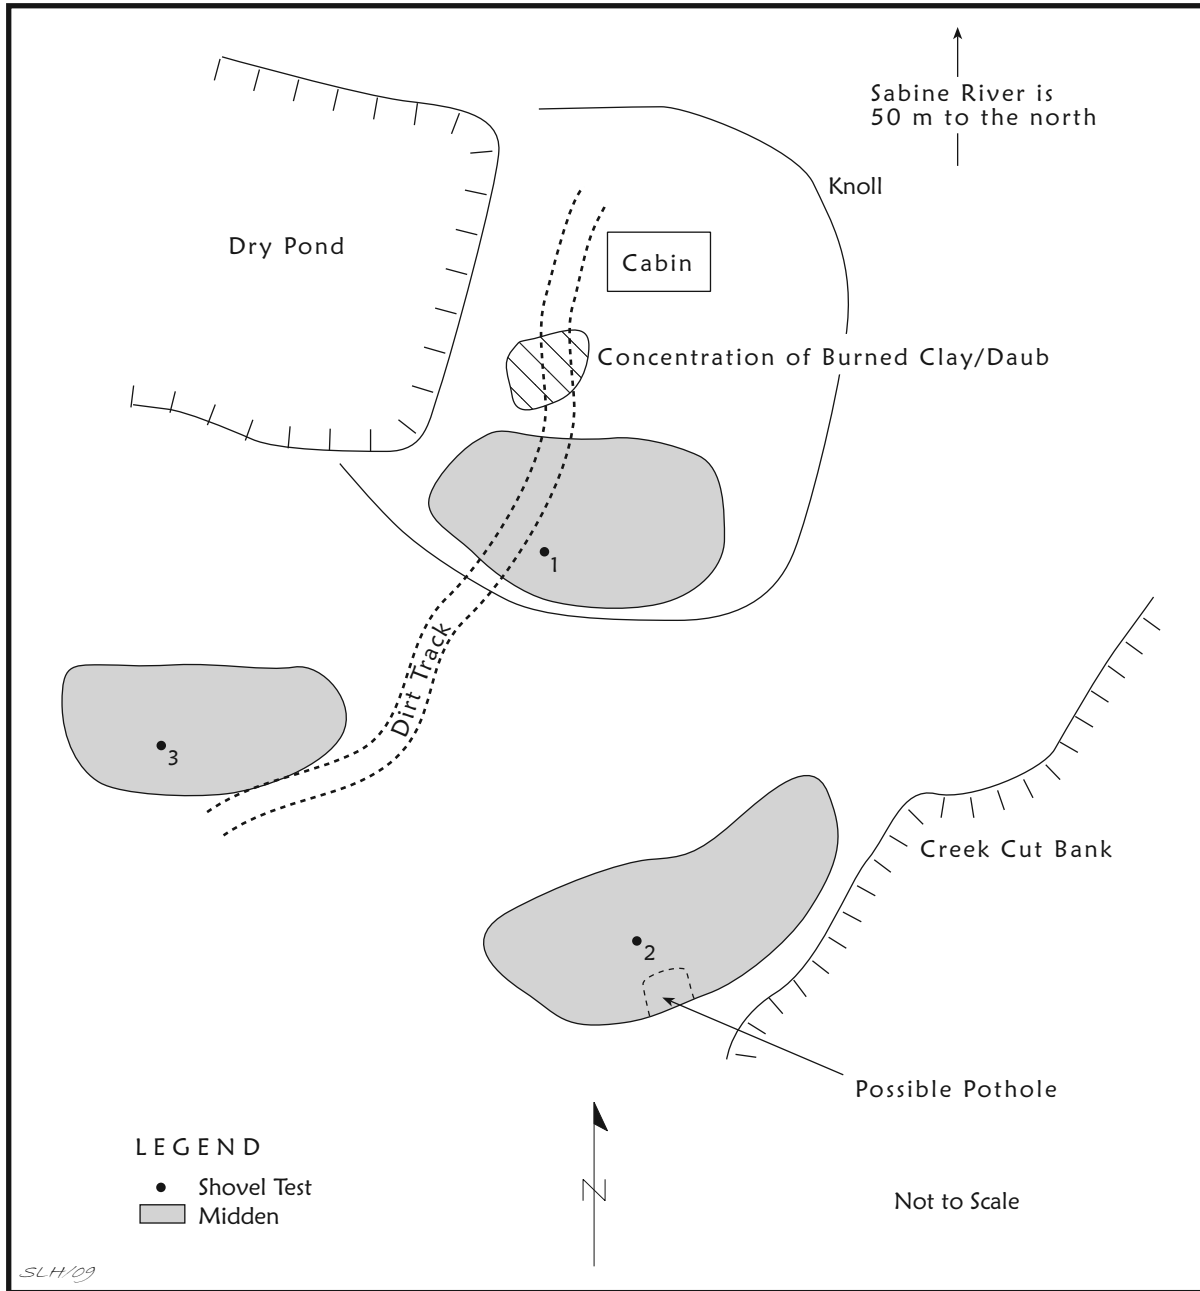 Sabine River is
50 m to the north
Knoll
Dry Pond
Cabin
Concentration of Burned Clay/Daub
1
Dirt Track
3
Creek Cut Bank
2
Possible Pothole
LEGEND
Shovel Test
Midden
N
Not to Scale
SLH/09